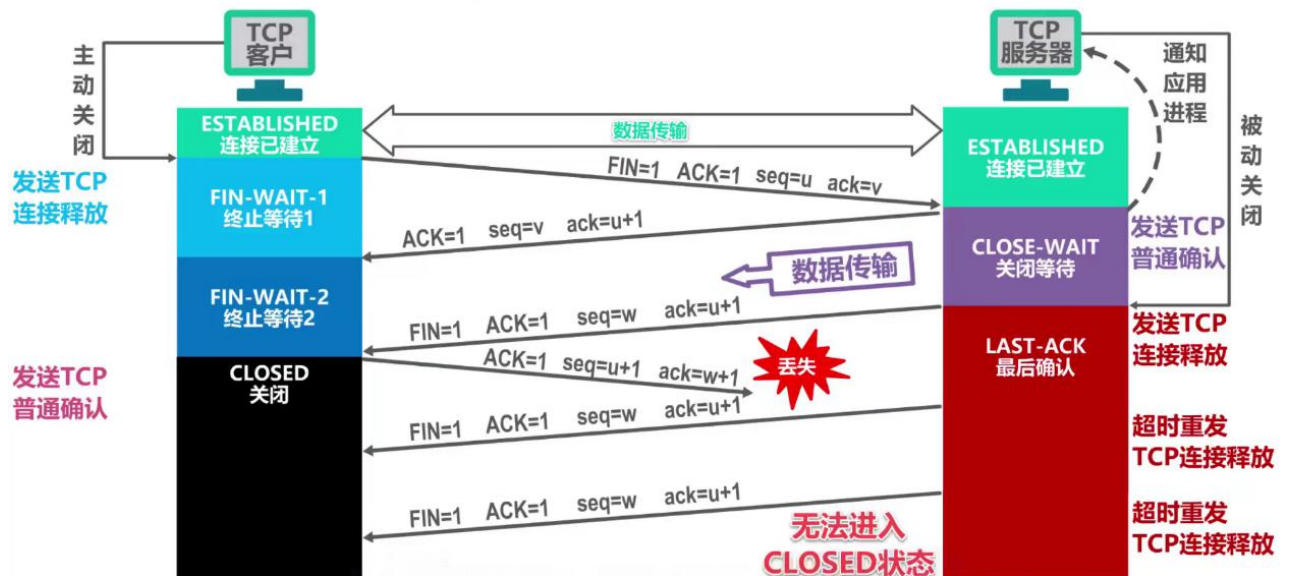 TCP
客户
TCP
服务器
主
动
关
闭
通知
应用
进程
被
动
关
闭
ESTABLISHED
连接已建立
数据传输
ESTABLISHED
连接已建立
发送TCP
连接释放
FIN-WAIT-1
终止等待1
FIN=1 ACK=1 seq=u ack=v
ACK=1 seq=v ack=u+1
CLOSE-WAIT
关闭等待
发送TCP
普通确认
数据传输
FIN-WAIT-2
终止等待2
FIN=1 ACK=1 seq=w ack=u+1
LAST-ACK
最后确认
发送TCP
连接释放
发送TCP
普通确认
CLOSED
关闭
ACK=1 seq=u+1 ack=w+1
丢失
FIN=1 ACK=1 seq=w ack=u+1
超时重发
TCP连接释放
FIN=1 ACK=1 seq=w ack=u+1
无法进入
CLOSED状态
超时重发
TCP连接释放